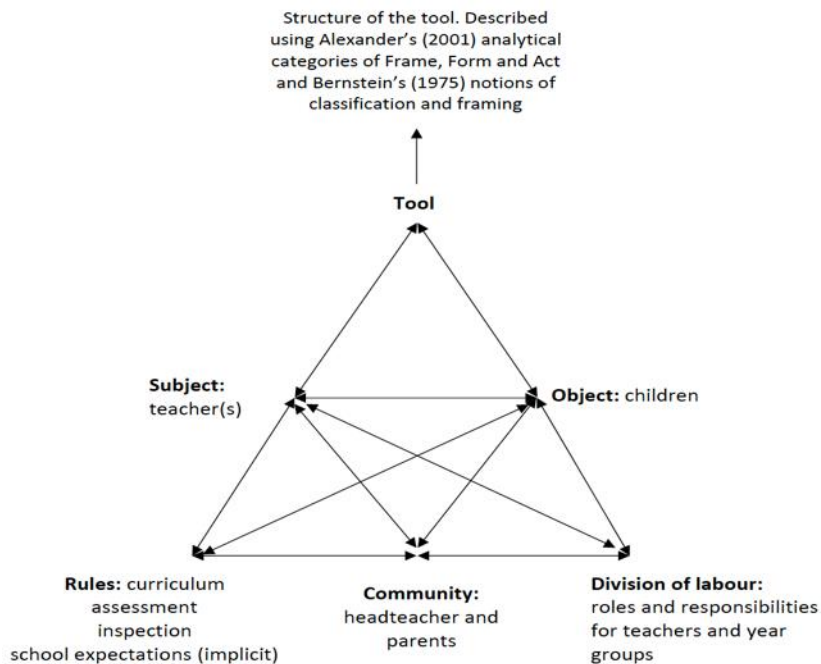 Structure of the tool. Described
using Alexander's (2001) analytical
categories of Frame, Form and Act
and Bernstein's (1975) notions of
classification and framing
Tool
Subject:
teacher(s)
Object: children
Rules: curriculum
assessment
inspection
school expectations (implicit)
Community:
headteacher and
parents
Division of labour:
roles and responsibilities
for teachers and year
groups